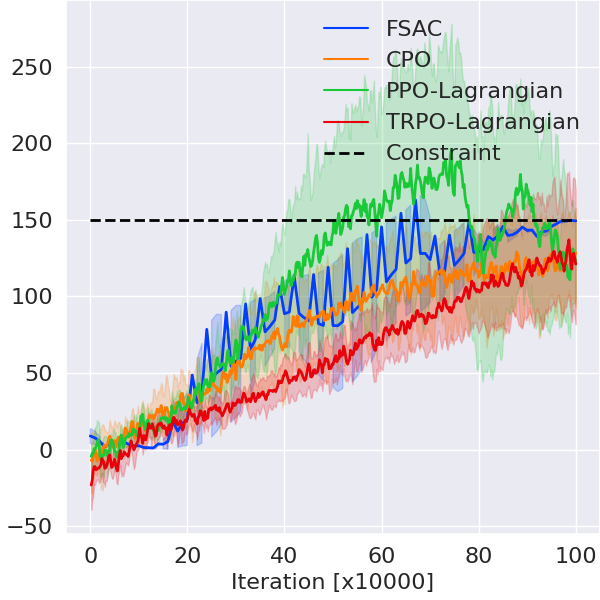 FSAC
CPO
PPO-Lagrangian
TRPO-Lagrangian
Constraint
250
200
150
100
50
0
−50
0 20 40 60 80 100
Iteration [x10000]